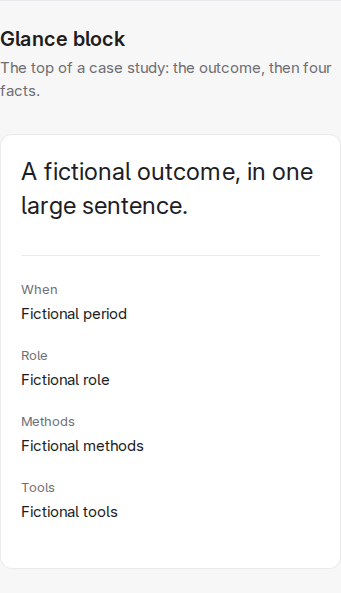 Glance block
The top of a case study: the outcome, then four
facts.
A fictional outcome, in one
large sentence.
When
Fictional period
Role
Fictional role
Methods
Fictional methods
Tools
Fictional tools